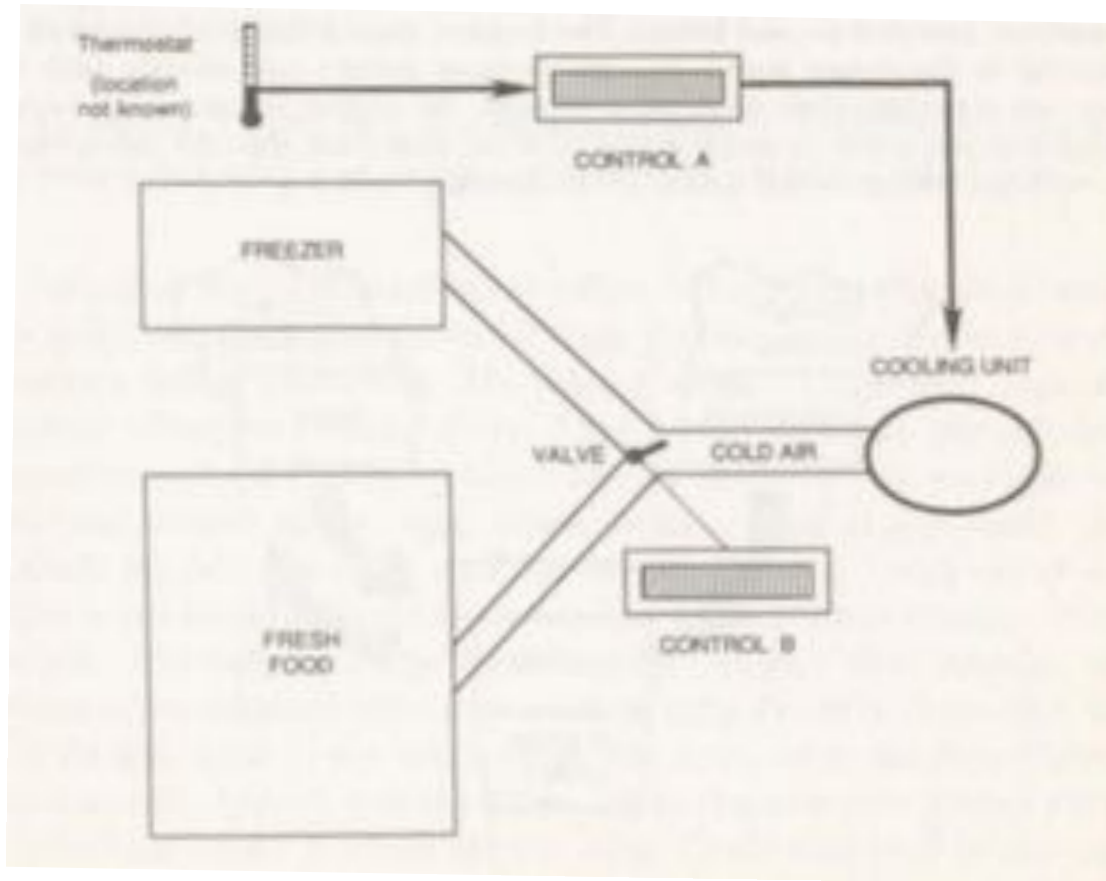 Thermostat
(location
not known)
CONTROL A
FREEZER
COOLING UNIT
VALVE
COLD AIR
CONTROL B
FRESH
FOOD